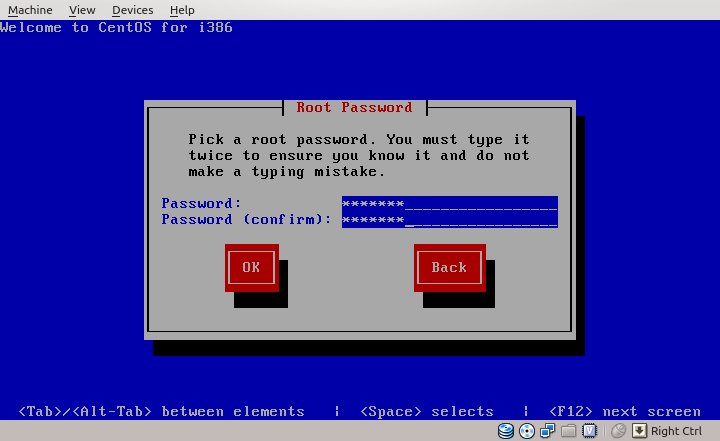 Machine View Devices Help
Welcome to CentOS for i386
Root Password
Pick a root password. You must type it
twice to ensure you know it and do not
make a typing mistake.
Password: *******_________________
Password (confirm): *******_________________
OK Back
<Tab>/<Alt-Tab> between elements | <Space> selects | <F12> next screen
Right Ctrl